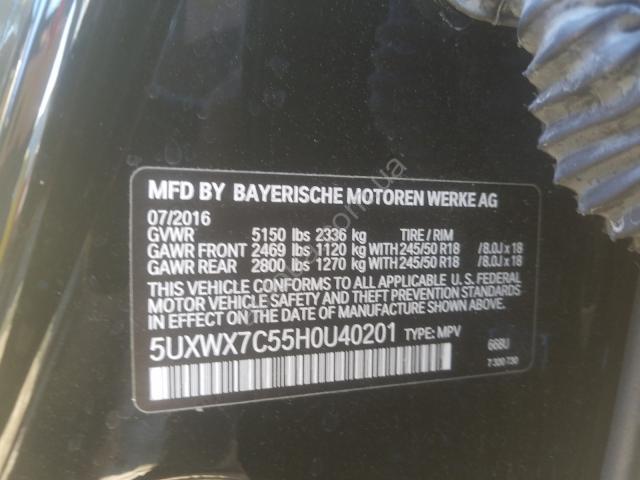 MFD BY BAYERISCHE MOTOREN WERKE AG
07/2016
GVWR 5150 lbs 2336 kg TIRE / RIM
GAWR FRONT 2469 lbs 1120 kg WITH 245/50 R18 /8.0J x 18
GAWR REAR 2800 lbs 1270 kg WITH 245/50 R18 /8.0J x 18
THIS VEHICLE CONFORMS TO ALL APPLICABLE U.S. FEDERAL
MOTOR VEHICLE SAFETY AND THEFT PREVENTION STANDARDS
IN EFFECT ON THE DATE OF MANUFACTURE SHOWN ABOVE.
5UXWX7C55H0U40201 TYPE: MPV
668U
7 320 730